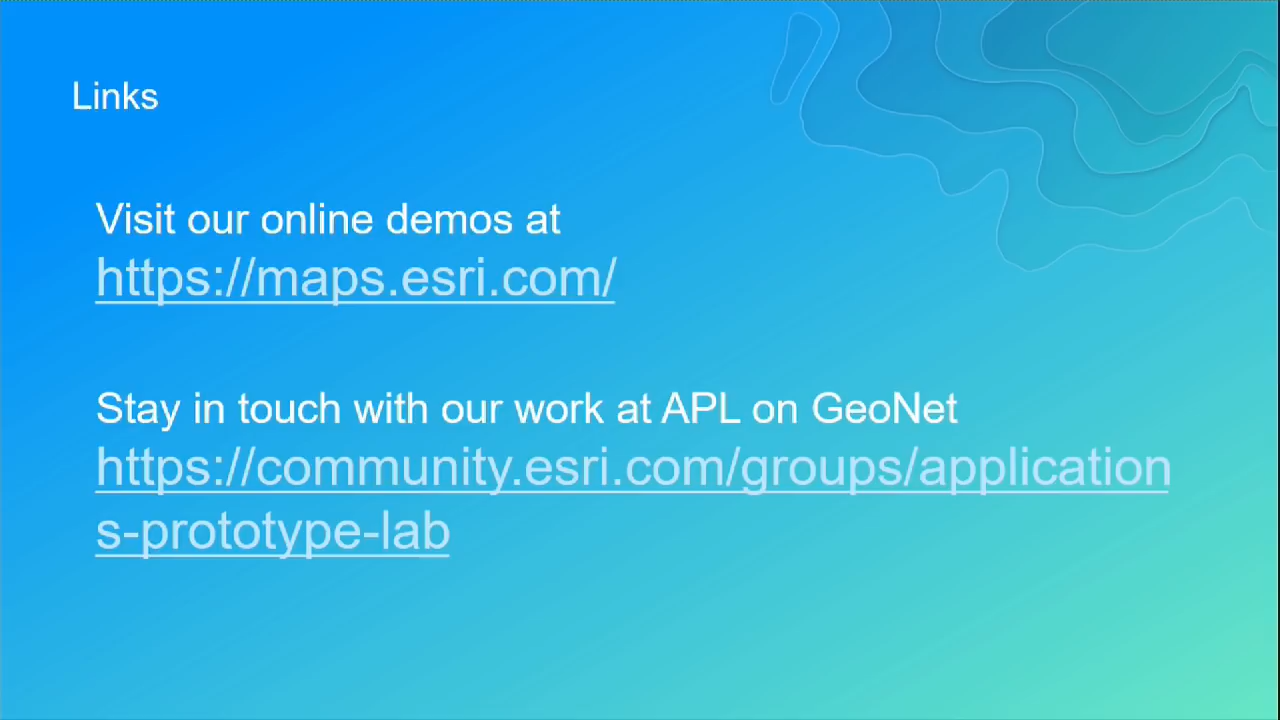 Links
Visit our online demos at
https://maps.esri.com/
Stay in touch with our work at APL on GeoNet
https://community.esri.com/groups/application
s-prototype-lab